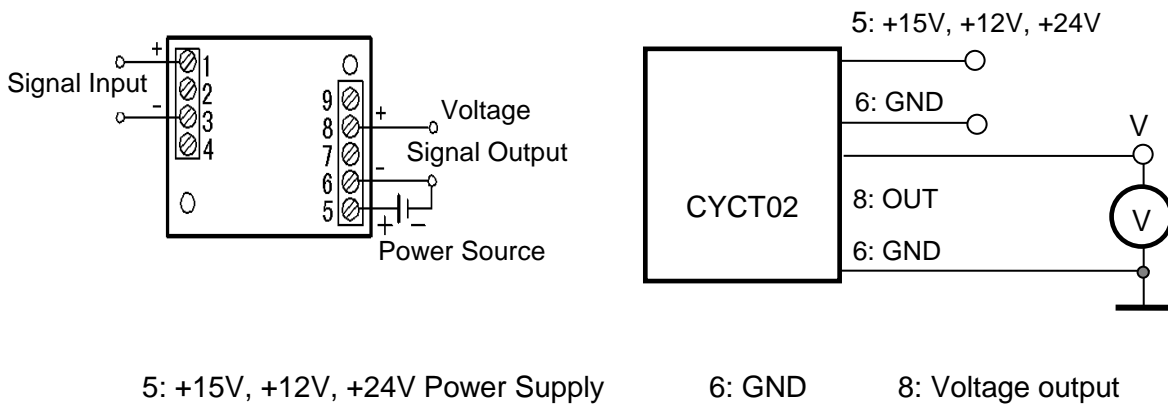 5: +15V, +12V, +24V
+
1
Signal Input
2
-
3
4
9
+
8
Voltage
7
Signal Output
-
6
5
+ -
Power Source
6: GND
V
CYCT02
8: OUT
V
6: GND
5: +15V, +12V, +24V Power Supply 6: GND 8: Voltage output